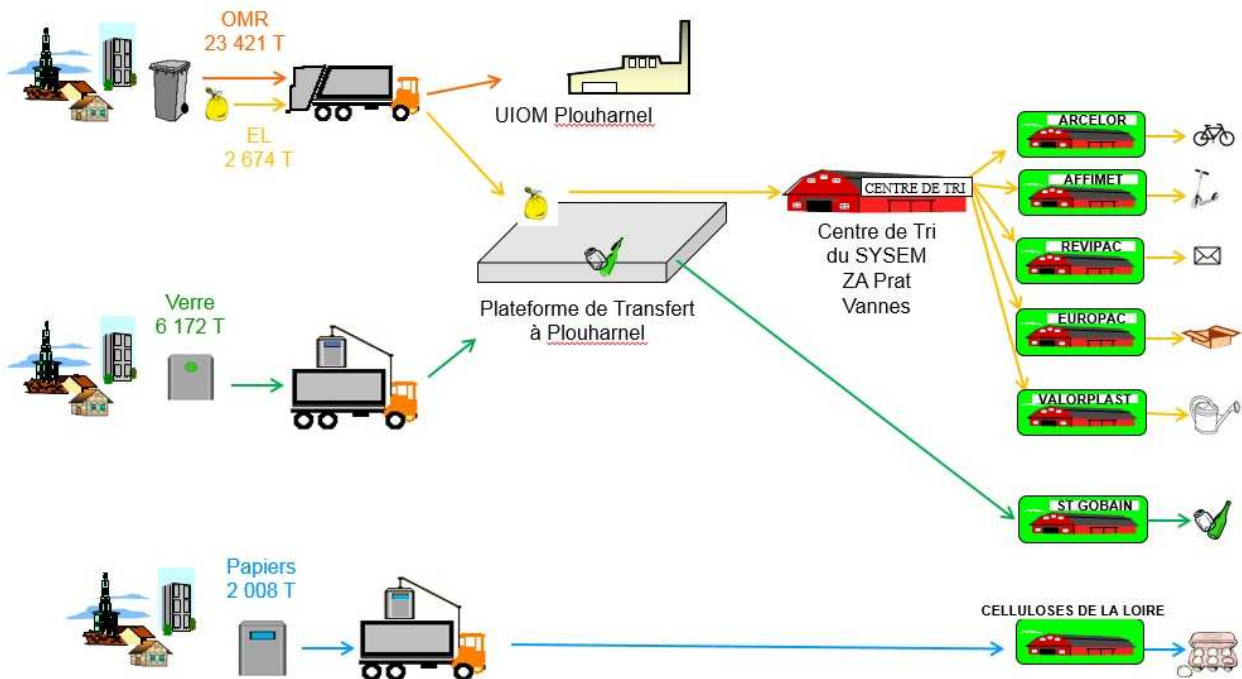 OMR
23 421 T
EL
2 674 T
UIOM Plouharnel
CENTRE DE TRI
Centre de Tri
du SYSEM
ZA Prat
Vannes
ARCELOR
AFFIMET
REVIPAC
EUROPAC
VALORPLAST
Verre
6 172 T
Plateforme de Transfert
à Plouharnel
ST GOBAIN
Papiers
2 008 T
CELLULOSES DE LA LOIRE